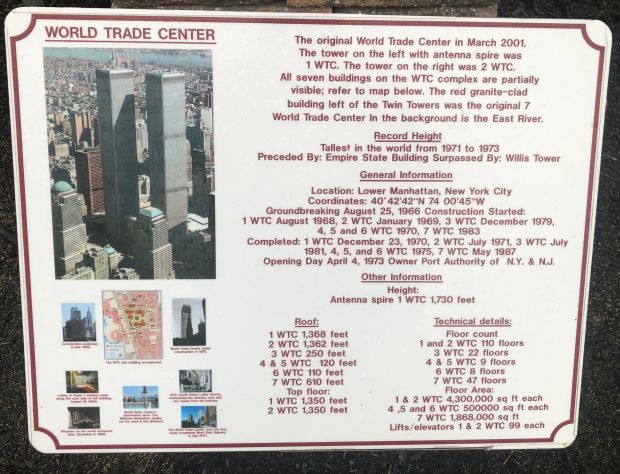 WORLD TRADE CENTER
The original World Trade Center in March 2001.
The tower on the left with antenna spire was
1 WTC. The tower on the right was 2 WTC.
All seven buildings on the WTC complex are partially
visible; refer to map below. The red granite-clad
building left of the Twin Towers was the original 7
World Trade Center In the background is the East River.
Record Height
Tallest in the world from 1971 to 1973
Preceded By: Empire State Building Surpassed By: Willis Tower
General Information
Location: Lower Manhattan, New York City
Coordinates: 40°42'42"N 74 00'45"W
Groundbreaking August 25, 1966 Construction Started:
1 WTC August 1968, 2 WTC January 1969, 3 WTC December 1979,
4, 5 and 6 WTC 1970, 7 WTC 1983
Completed: 1 WTC December 23, 1970, 2 WTC July 1971, 3 WTC July
1981, 4, 5 and 6 WTC 1975, 7 WTC May 1987
Opening Day April 4, 1973 Owner Port Authority of N.Y. & N.J.
Other Information
Height:
Antenna spire 1 WTC 1,730 feet
Roof:
1 WTC 1,368 feet
2 WTC 1,362 feet
3 WTC 250 feet
4 & 5 WTC 120 feet
6 WTC 110 feet
7 WTC 610 feet
Top floor:
1 WTC 1,350 feet
2 WTC 1,350 feet
Technical details:
Floor count
1 and 2 WTC 110 floors
3 WTC 22 floors
4 & 5 WTC 9 floors
6 WTC 8 floors
7 WTC 47 floors
Floor Area:
1 & 2 WTC 4,300,000 sq ft each
4 ,5 and 6 WTC 500000 sq ft each
7 WTC 1,868,000 sq ft
Lifts/elevators 1 & 2 WTC 99 each
The WTC site building arrangement.
World Trade Center under
construction in